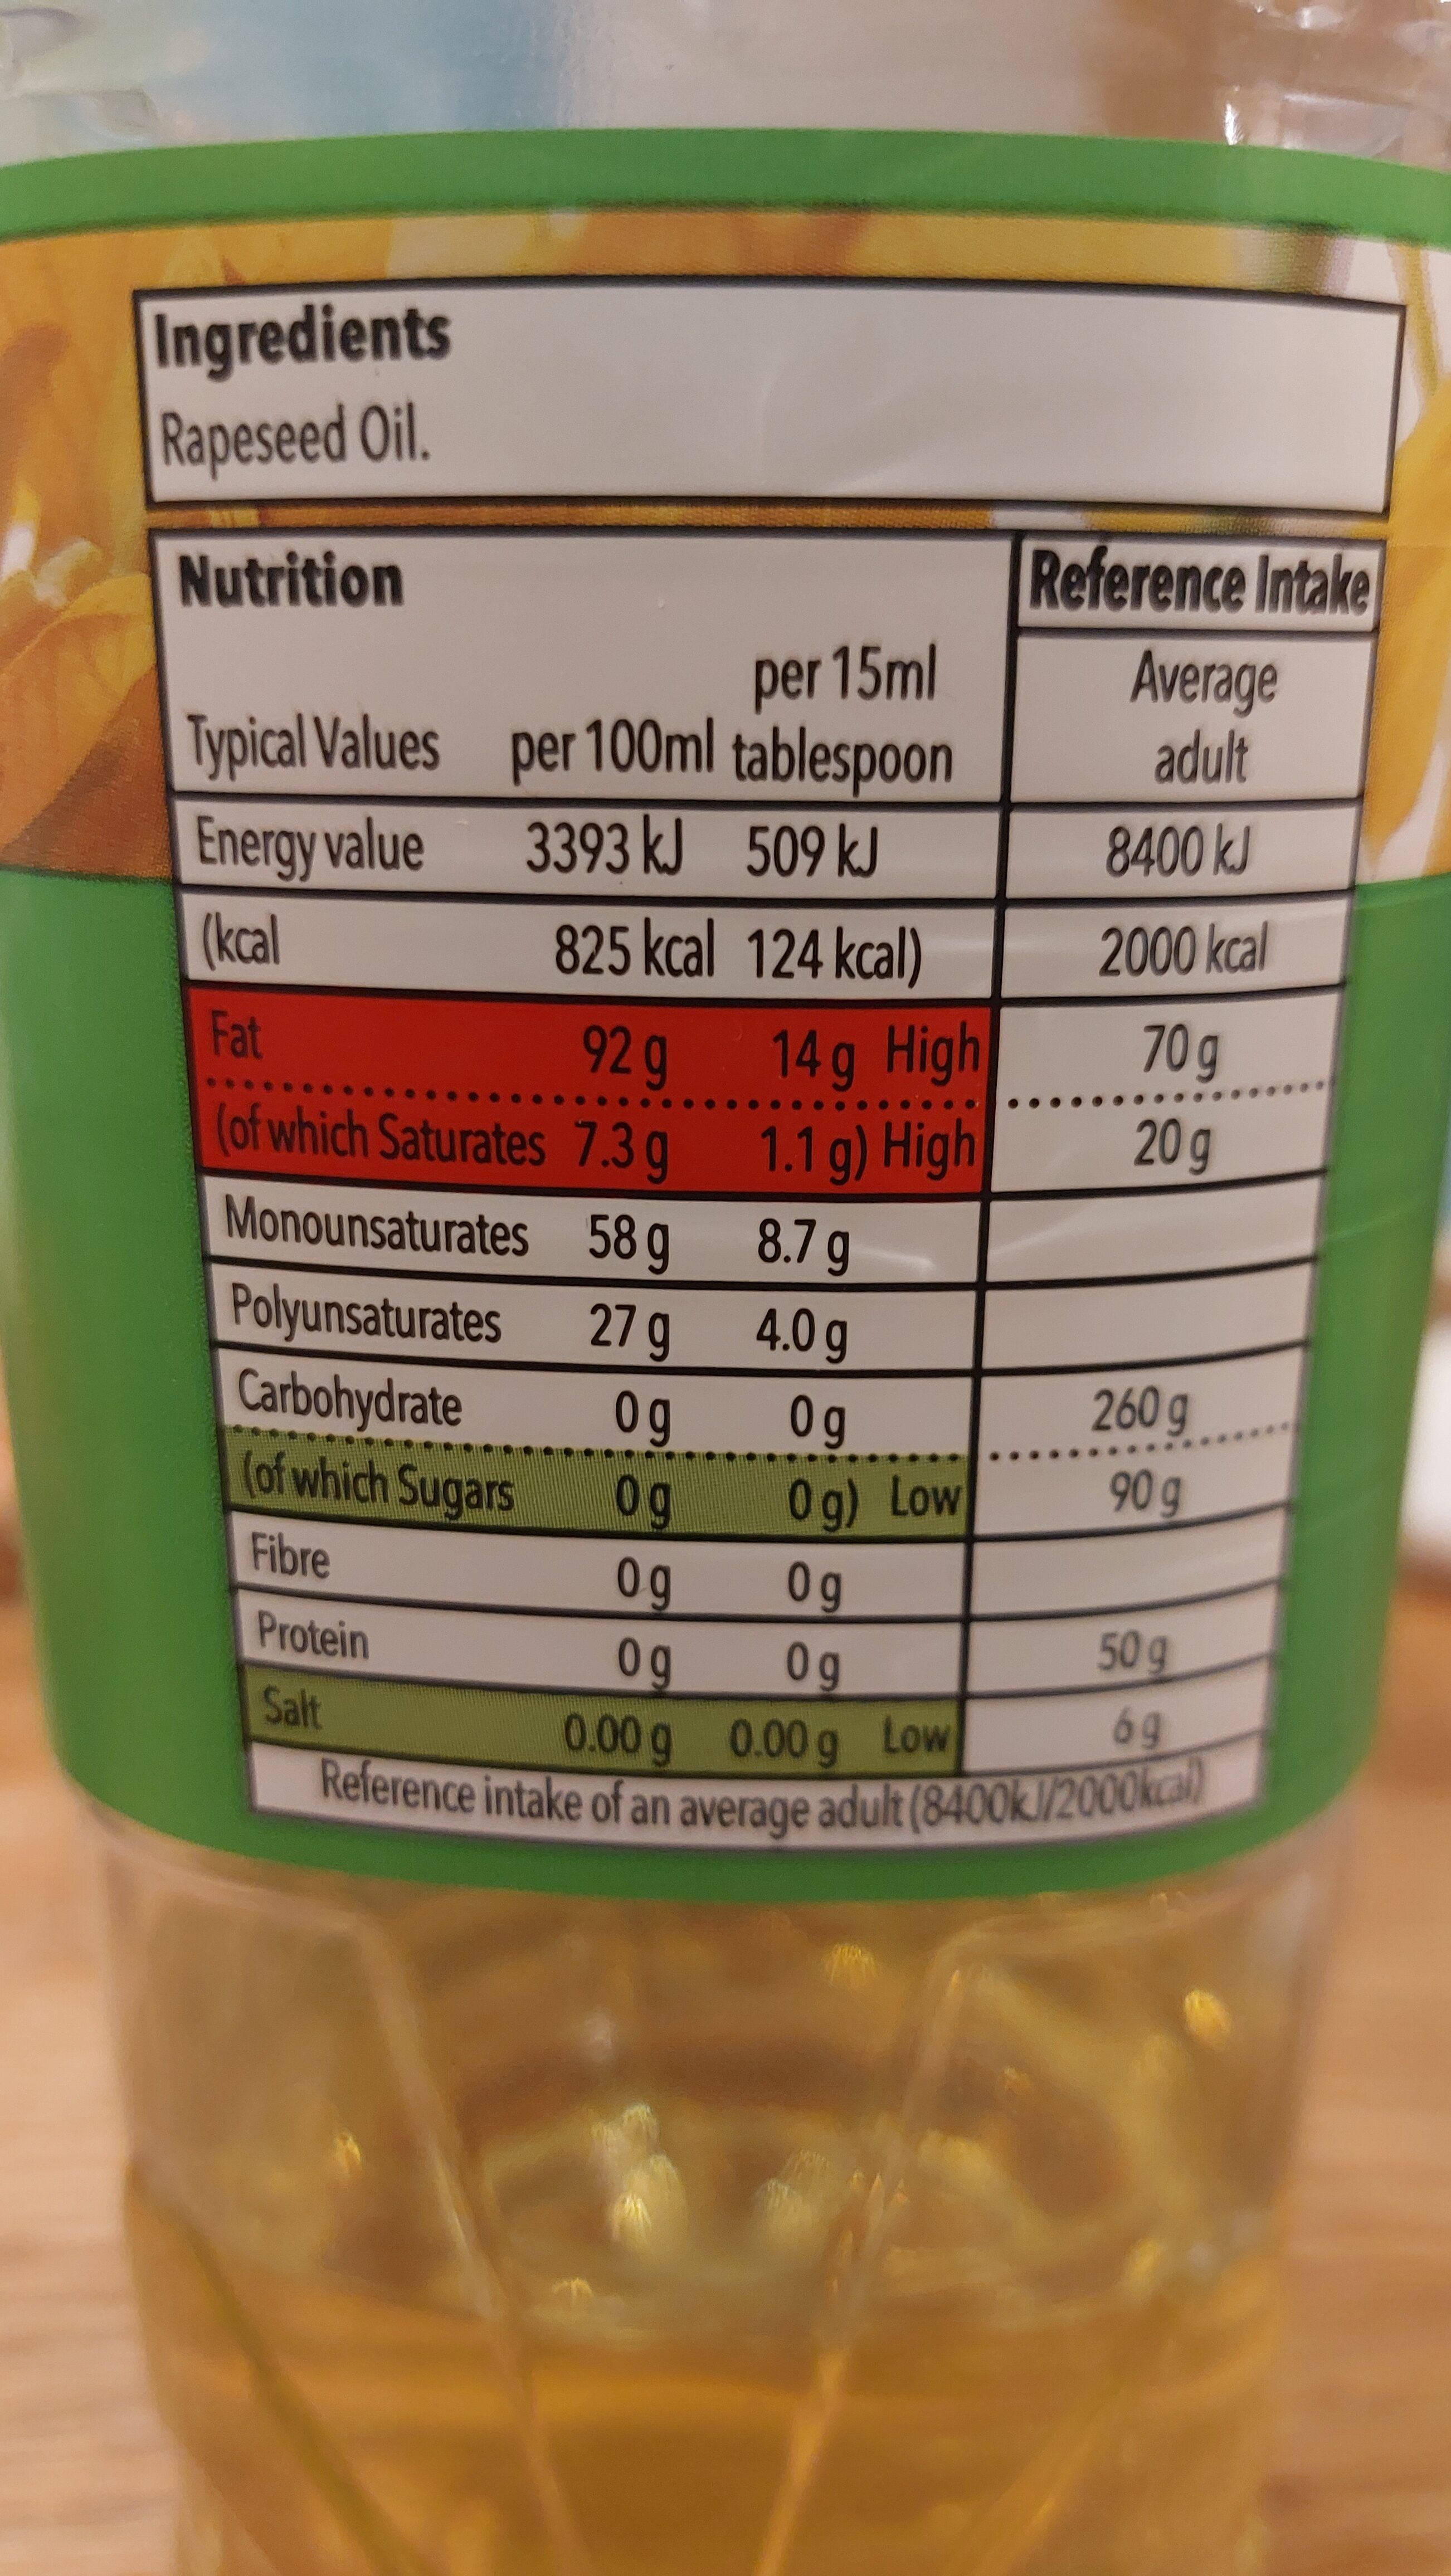 Ingredients
Rapeseed Oil.
Nutrition
Reference Intake
per 15ml
Average
Typical Values per 100ml tablespoon
adult
Energy value 3393 kJ 509 kJ 8400 kJ
(kcal 825 kcal 124 kcal) 2000 kcal
Fat 92 g 14 g High 70 g
(of which Saturates 7.3 g 1.1 g) High 20 g
Monounsaturates 58 g 8.7 g
Polyunsaturates 27 g 4.0 g
Carbohydrate 0 g 0 g 260 g
(of which Sugars 0 g 0 g) Low 90 g
Fibre 0 g 0 g
Protein 0 g 0 g 50 g
Salt 0.00 g 0.00 g Low 6 g
Reference intake of an average adult (8400kJ/2000kcal)